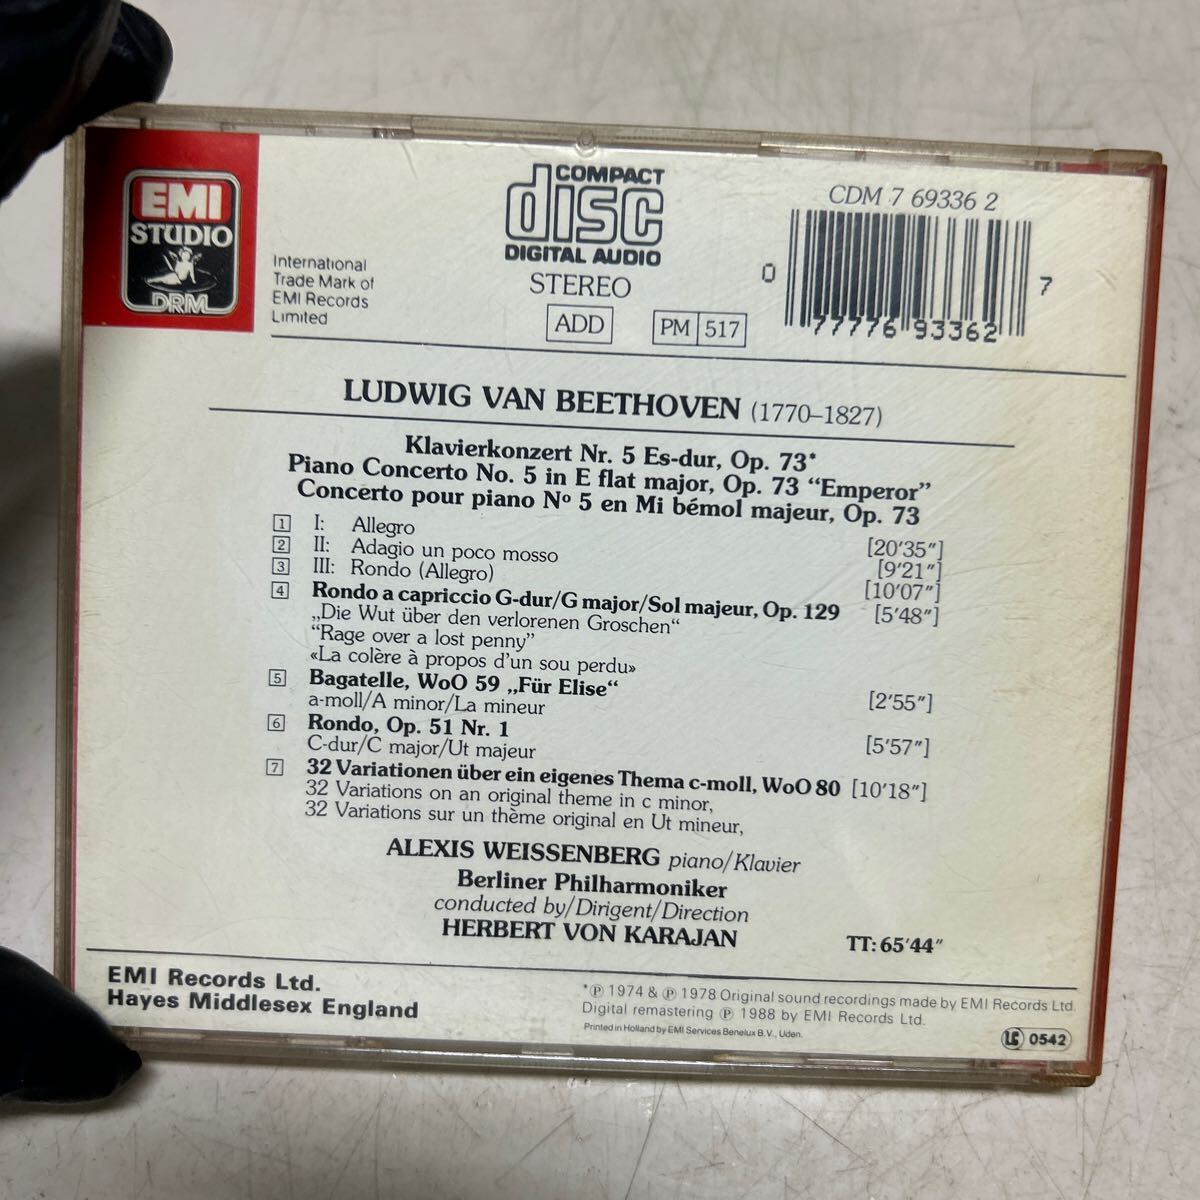 EMI
STUDIO
DRM
International
Trade Mark of
EMI Records
Limited
COMPACT
disc
DIGITAL AUDIO
STEREO
ADD
PM 517
CDM 7 69336 2
0 77776 93362 7
LUDWIG VAN BEETHOVEN (1770–1827)
Klavierkonzert Nr. 5 Es-dur, Op. 73*
Piano Concerto No. 5 in E flat major, Op. 73 “Emperor”
Concerto pour piano Nº 5 en Mi bémol majeur, Op. 73
1 I: Allegro [20’35”]
2 II: Adagio un poco mosso [9’21”]
3 III: Rondo (Allegro) [10’07”]
4 Rondo a capriccio G-dur/G major/Sol majeur, Op. 129 [5’48”]
„Die Wut über den verlorenen Groschen“
“Rage over a lost penny”
«La colère à propos d’un sou perdu»
5 Bagatelle, WoO 59 „Für Elise“
a-moll/A minor/La mineur [2’55”]
6 Rondo, Op. 51 Nr. 1
C-dur/C major/Ut majeur [5’57”]
7 32 Variationen über ein eigenes Thema c-moll, WoO 80 [10’18”]
32 Variations on an original theme in c minor,
32 Variations sur un thème original en Ut mineur,
ALEXIS WEISSENBERG piano/Klavier
Berliner Philharmoniker
conducted by/Dirigent/Direction
HERBERT VON KARAJAN
TT: 65’44”
EMI Records Ltd.
Hayes Middlesex England
*℗ 1974 & ℗ 1978 Original sound recordings made by EMI Records Ltd.
Digital remastering ℗ 1988 by EMI Records Ltd.
Printed in Holland by EMI Services Benelux B.V., Uden.
LC 0542